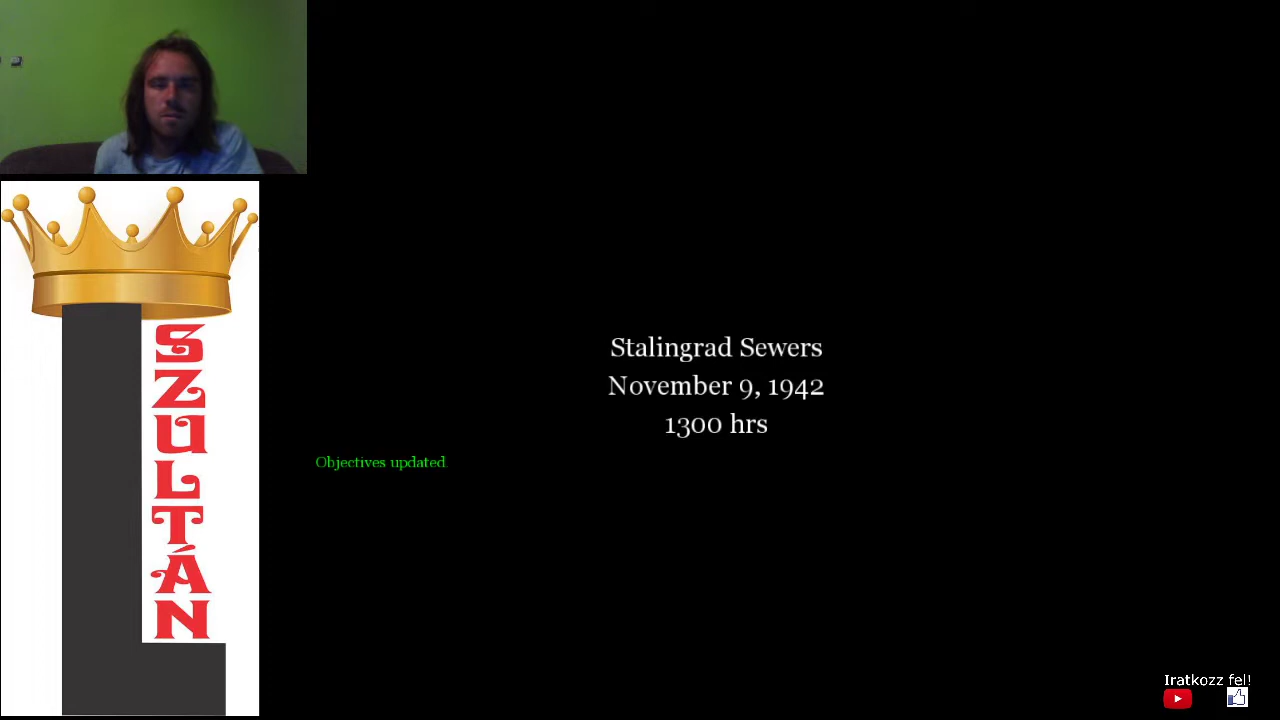 L
SZULTÁN
Stalingrad Sewers
November 9, 1942
1300 hrs
Objectives updated.
Iratkozz fel!